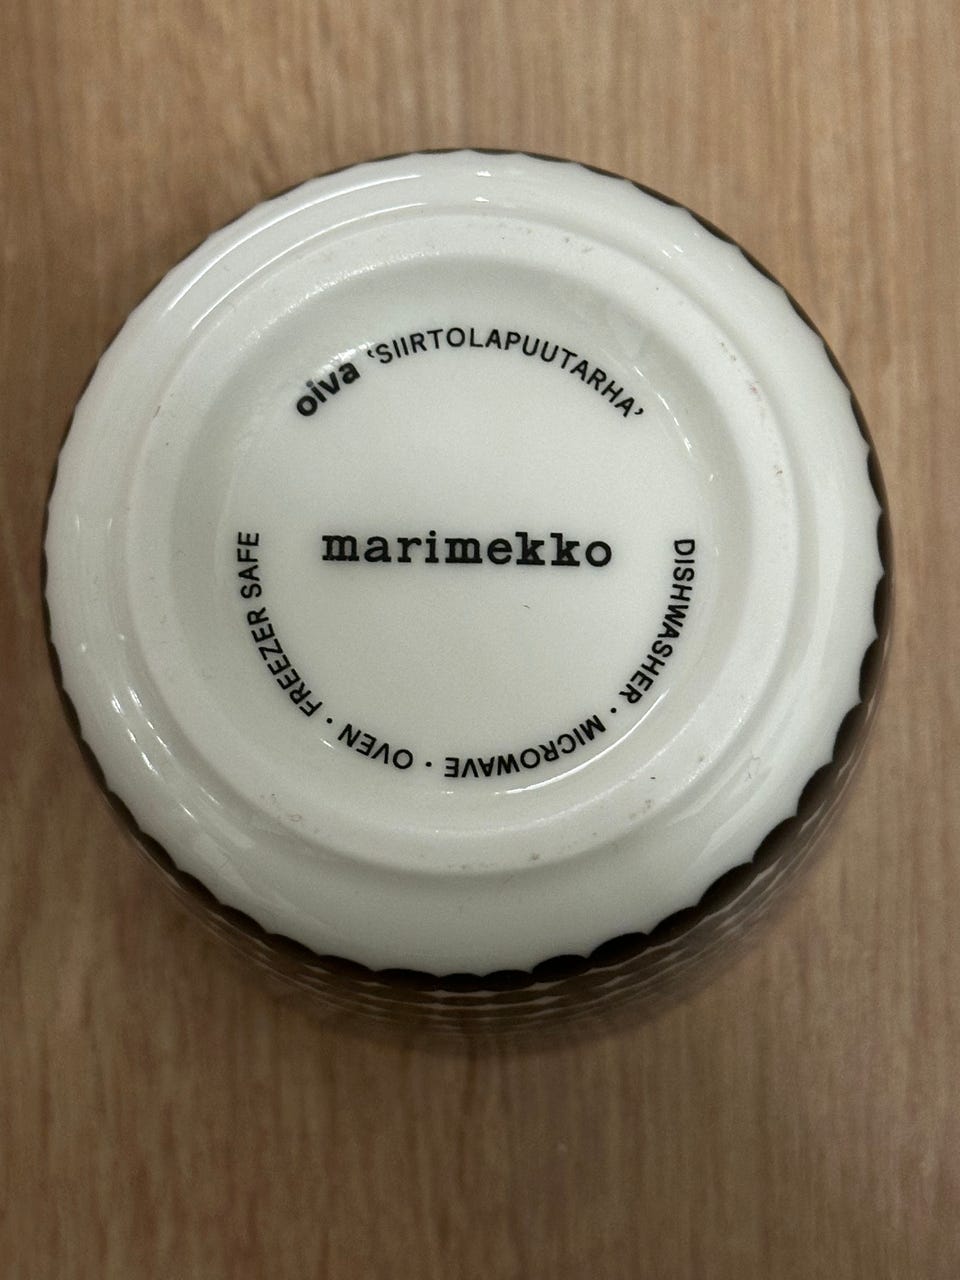 oiva ‘SIIRTOLAPUUTARHA’
marimekko
DISHWASHER · MICROWAVE · OVEN · FREEZER SAFE